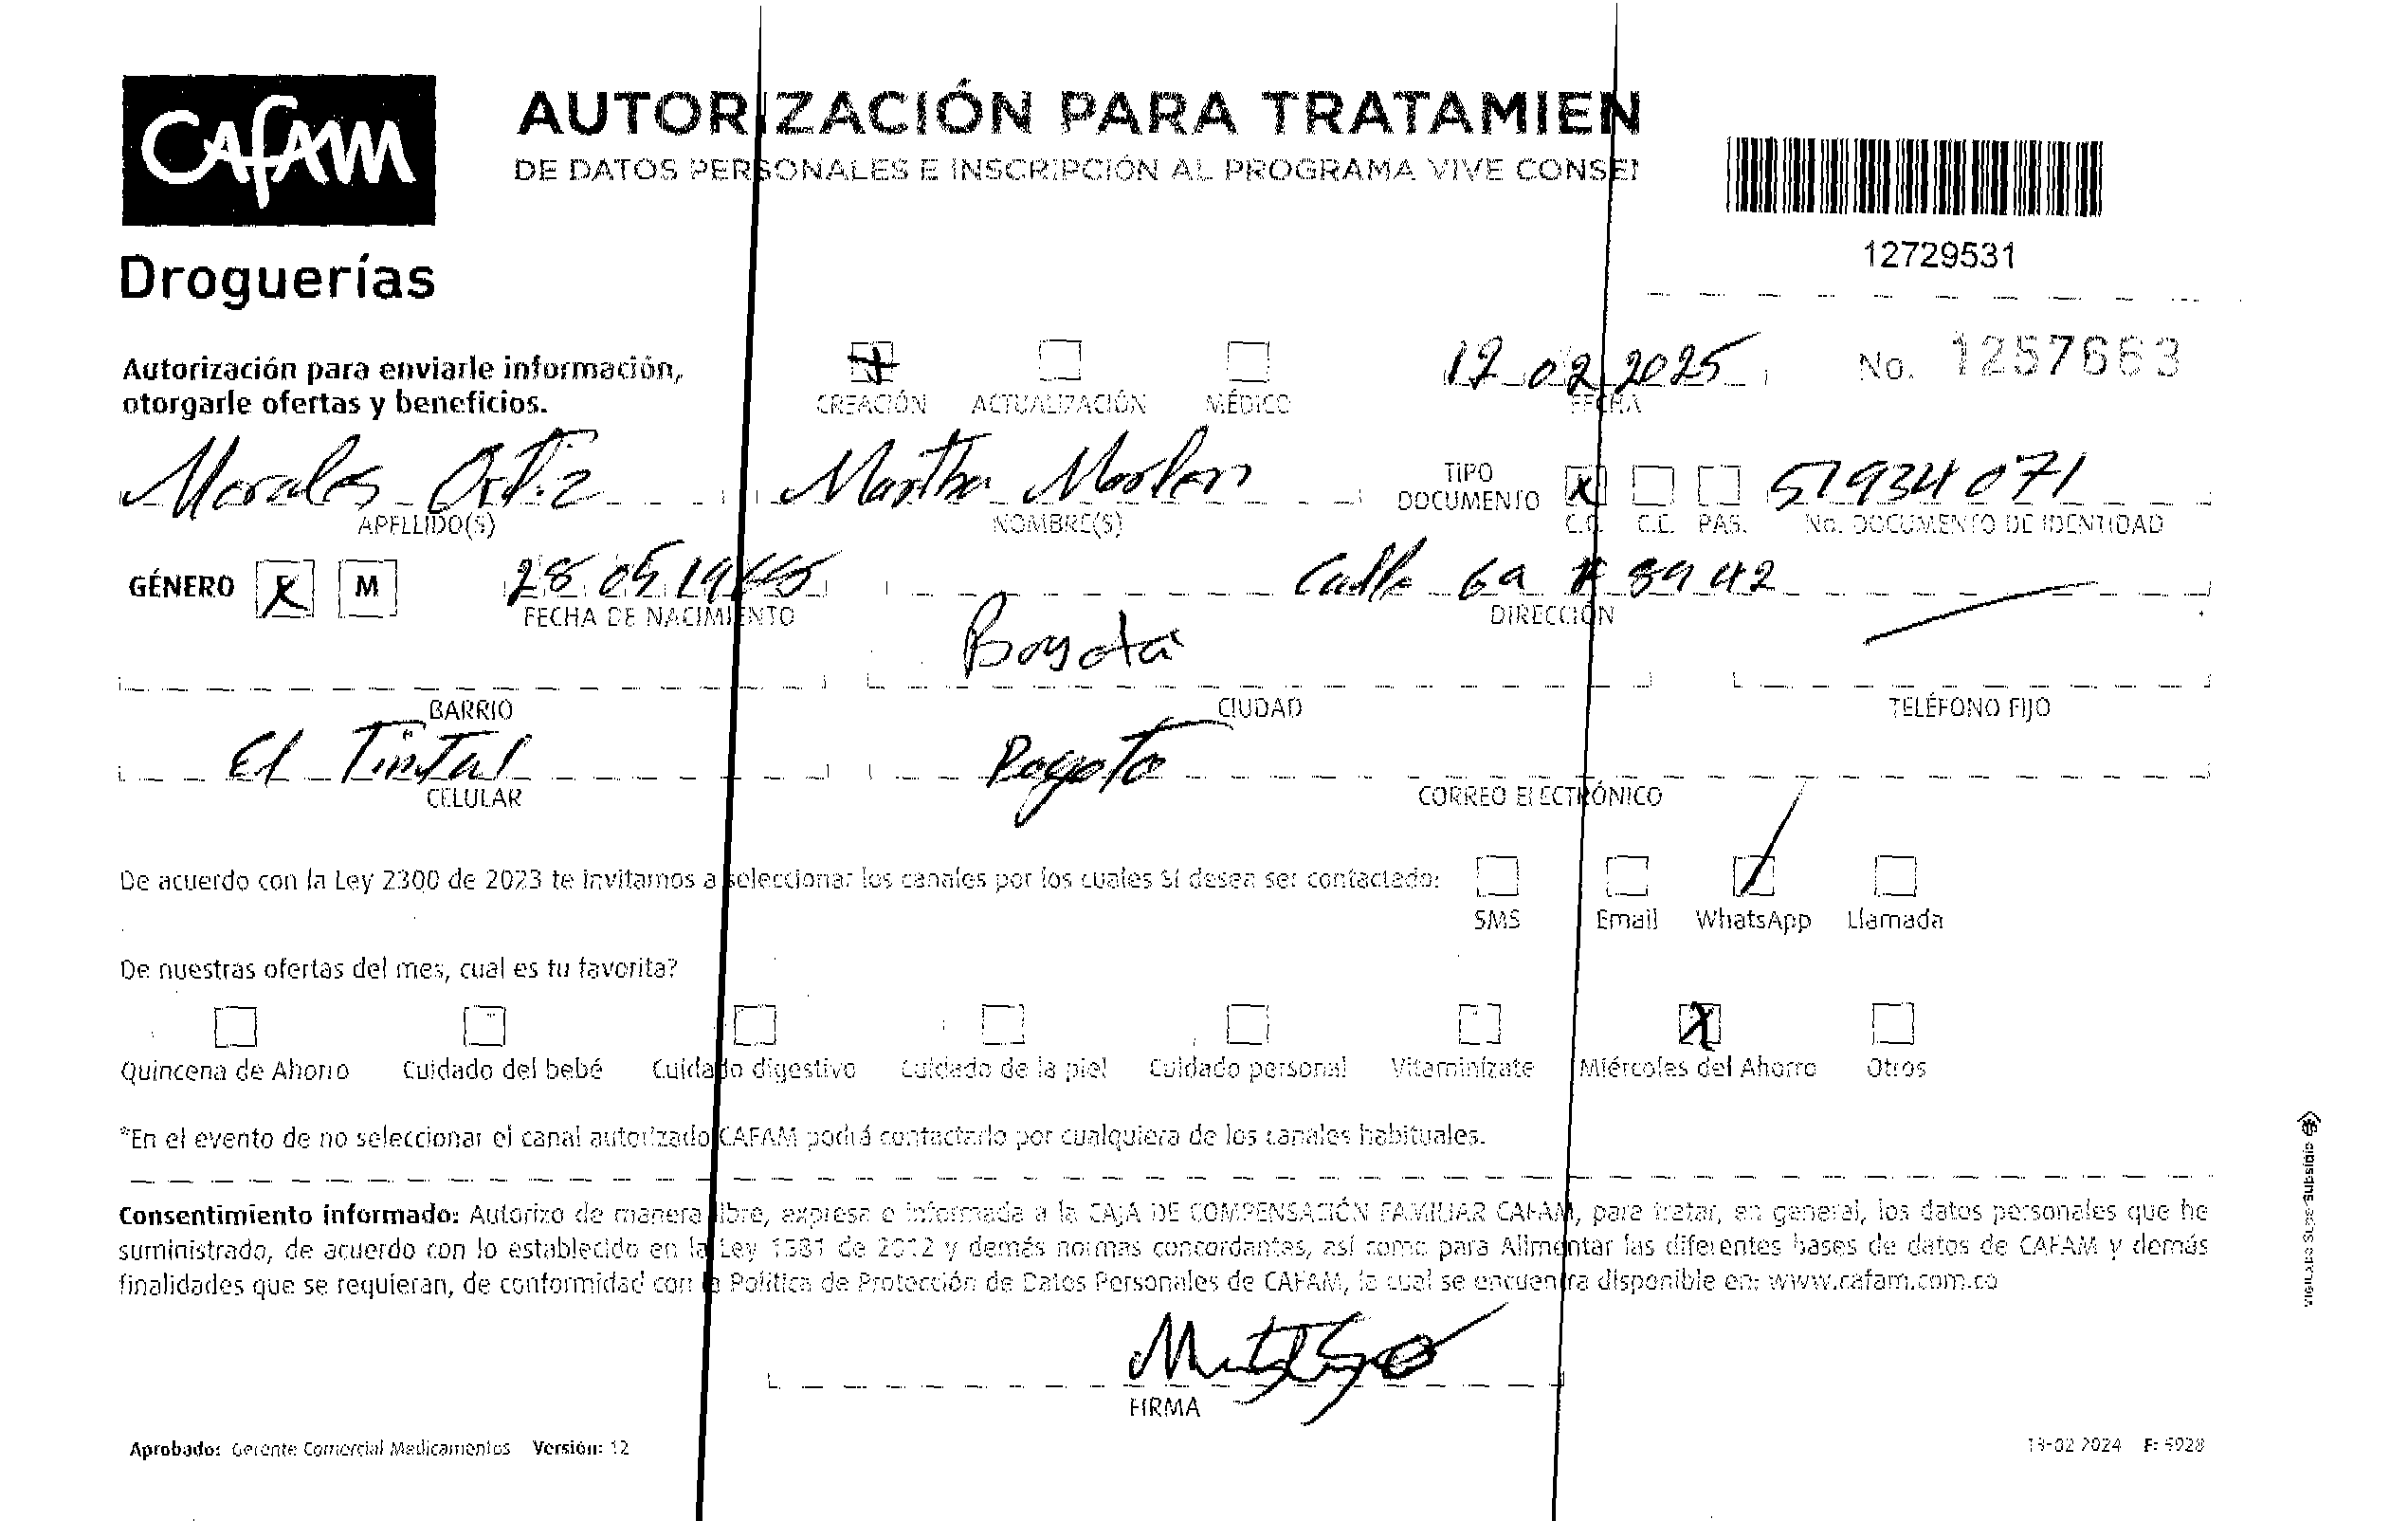 CAFAM
AUTORIZACIÓN PARA TRATAMIEN
DE DATOS PERSONALES E INSCRIPCIÓN AL PROGRAMA VIVE CONSE
12729531
Droguerías
Autorización para enviarle información,
otorgarle ofertas y beneficios.
CREACIÓN ACTUALIZACIÓN MÉDICO
12 02 2025
FECHA
No. 1257663
Morales Ortiz
APELLIDO(S)
Martha
NOMBRE(S)
TIPO
DOCUMENTO
X
C.C. C.E. PAS.
51934071
No. DOCUMENTO DE IDENTIDAD
GÉNERO X M
28 05
FECHA DE NACIMIENTO
Calle 6a # 89 42
DIRECCIÓN
Bogotá
BARRIO
CIUDAD
TELÉFONO FIJO
El Tintal
CELULAR
Bogota
CORREO ELECTRÓNICO
De acuerdo con la Ley 2300 de 2023 te invitamos a seleccionar los canales por los cuales SÍ desea ser contactado:
SMS Email WhatsApp Llamada
De nuestras ofertas del mes, cual es tu favorita?
X
Quincena de Ahorro Cuidado del bebé Cuidado digestivo Cuidado de la piel Cuidado personal Vitaminízate Miércoles del Ahorro Otros
*En el evento de no seleccionar el canal autorizado CAFAM podrá contactarlo por cualquiera de los canales habituales.
Consentimiento informado: Autorizo de manera libre, expresa e informada a la CAJA DE COMPENSACIÓN FAMILIAR CAFAM, para tratar, en general, los datos personales que he
suministrado, de acuerdo con lo establecido en la Ley 1581 de 2012 y demás normas concordantes, así como para Alimentar las diferentes bases de datos de CAFAM y demás
finalidades que se requieran, de conformidad con la Política de Protección de Datos Personales de CAFAM, la cual se encuentra disponible en: www.cafam.com.co
FIRMA
Aprobado: Gerente Comercial Medicamentos Versión: 12
13-02 2024 F: 5928
VIGILADO SuperSubsidio